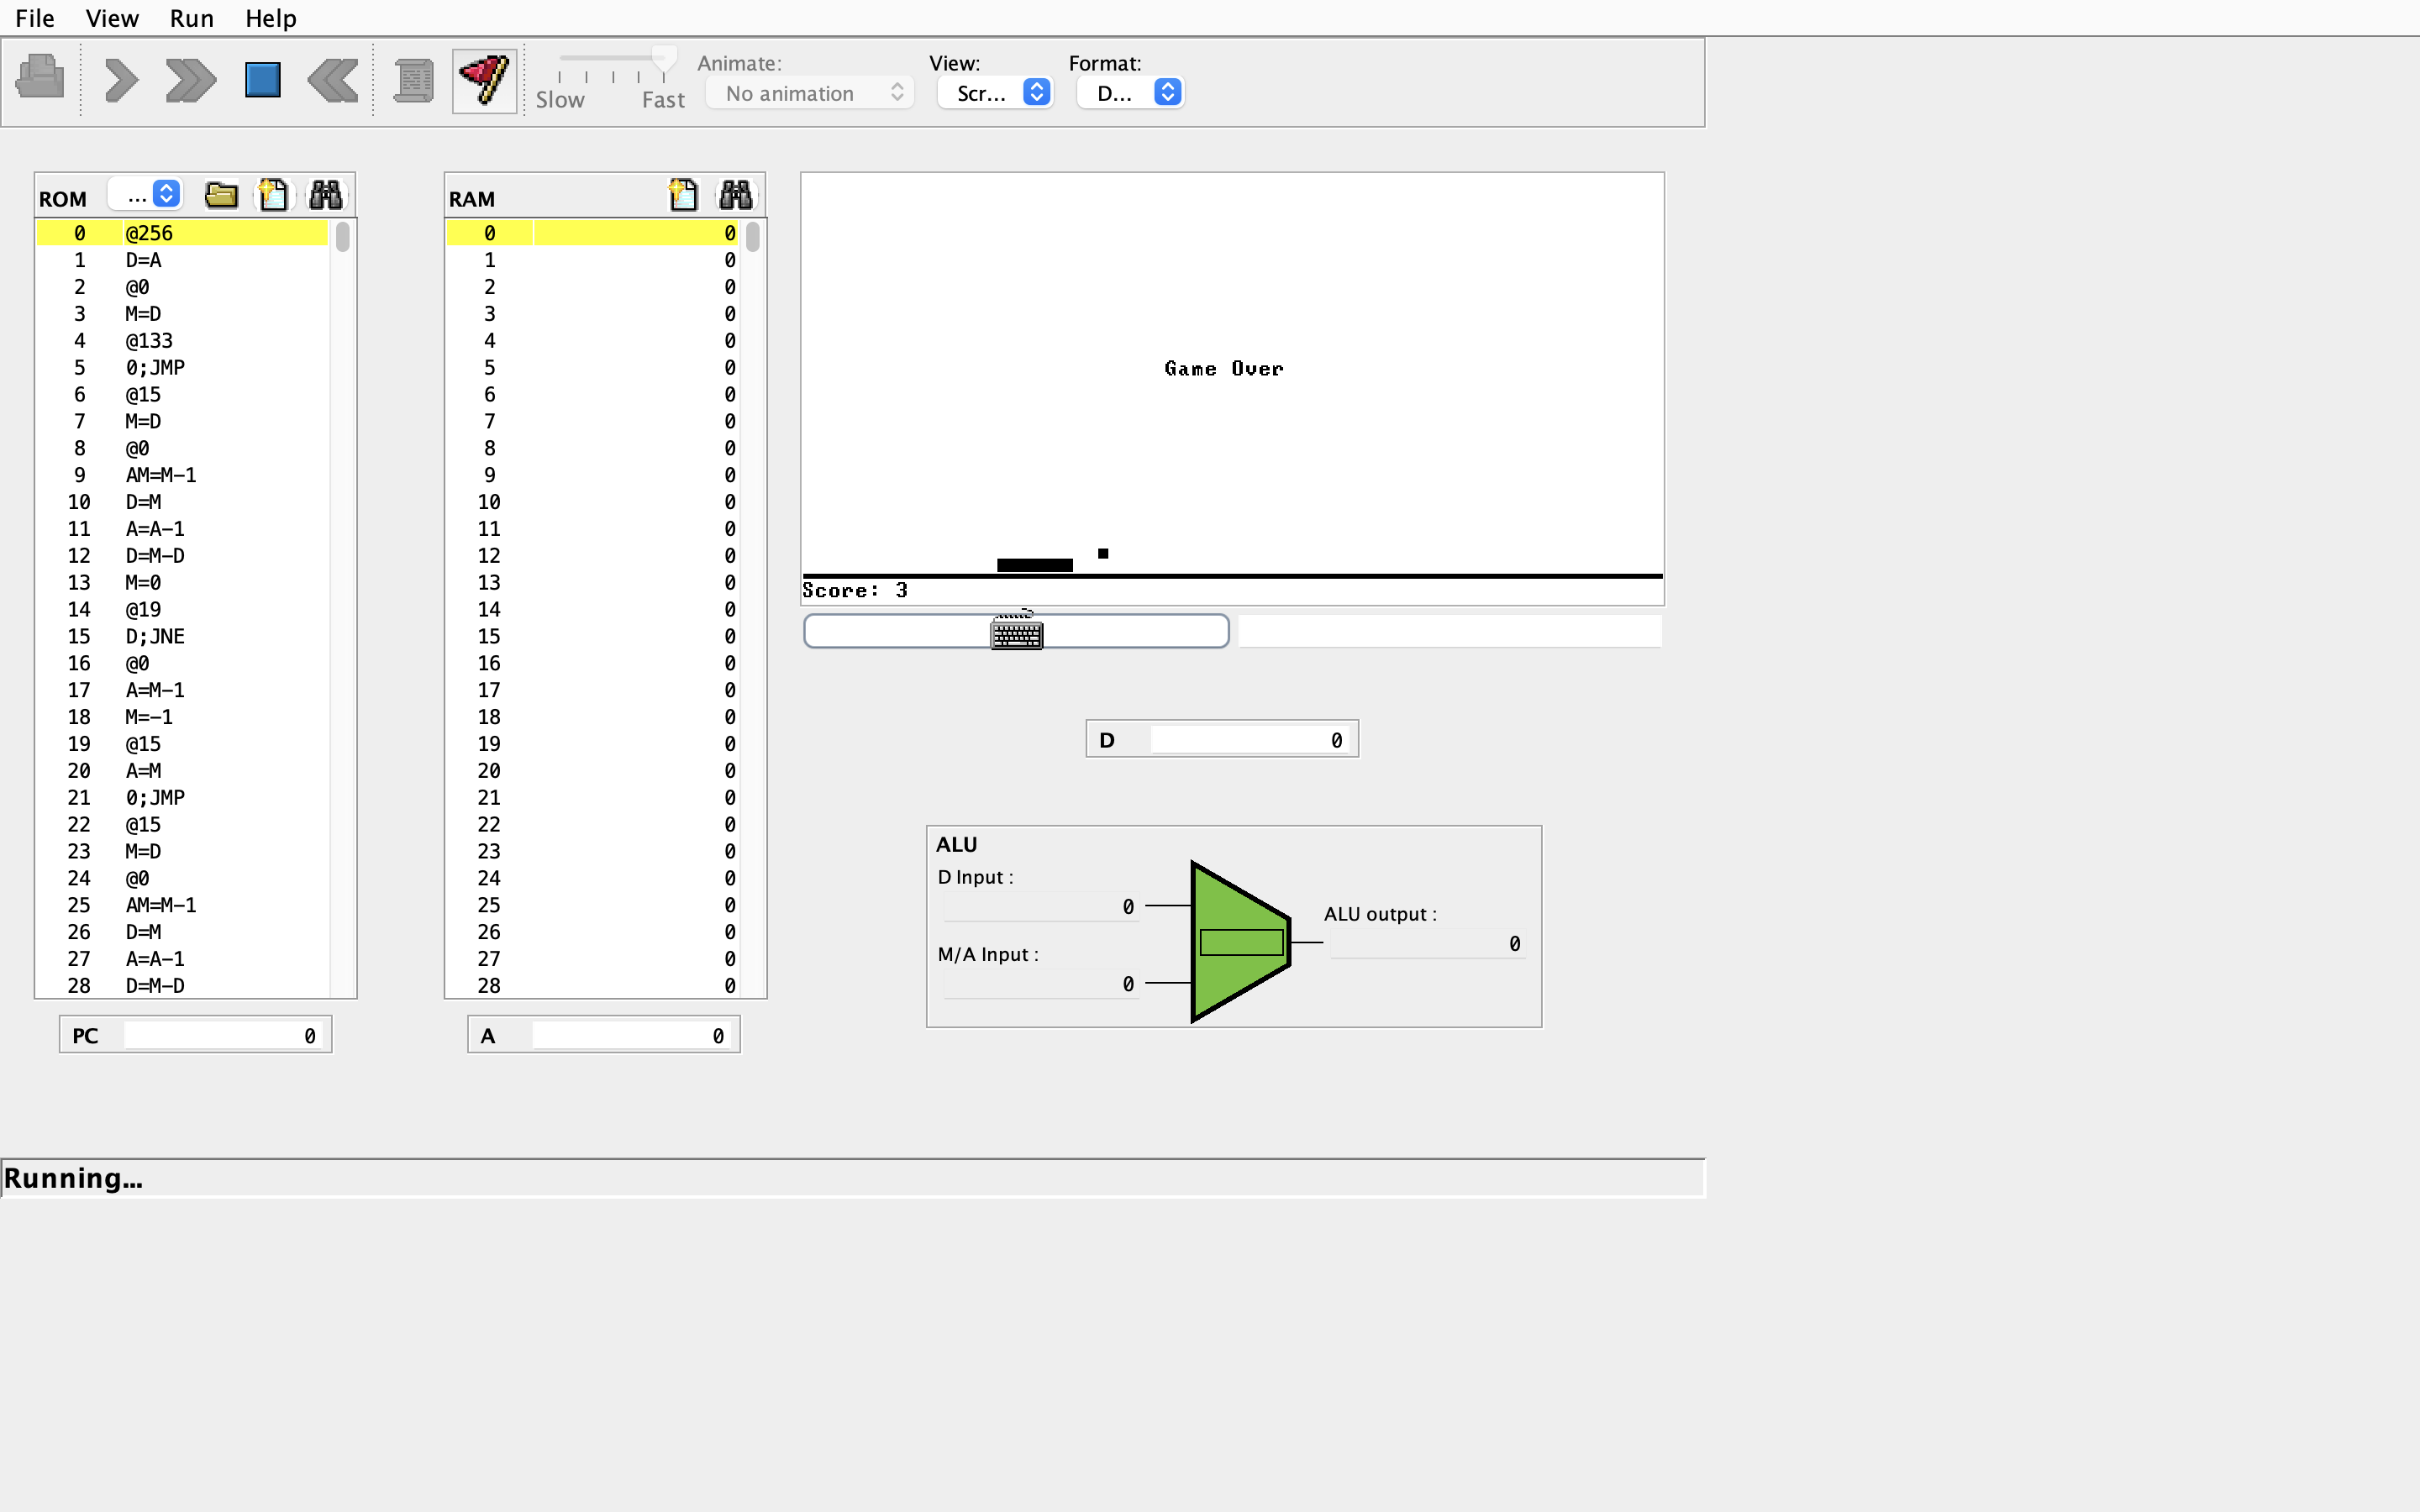 File View Run Help
Animate: View: Format:
Slow Fast No animation Scr... D...
ROM ...
0 @256
1 D=A
2 @0
3 M=D
4 @133
5 0;JMP
6 @15
7 M=D
8 @0
9 AM=M-1
10 D=M
11 A=A-1
12 D=M-D
13 M=0
14 @19
15 D;JNE
16 @0
17 A=M-1
18 M=-1
19 @15
20 A=M
21 0;JMP
22 @15
23 M=D
24 @0
25 AM=M-1
26 D=M
27 A=A-1
28 D=M-D
PC 0
RAM
0 0
1 0
2 0
3 0
4 0
5 0
6 0
7 0
8 0
9 0
10 0
11 0
12 0
13 0
14 0
15 0
16 0
17 0
18 0
19 0
20 0
21 0
22 0
23 0
24 0
25 0
26 0
27 0
28 0
A 0
Game Over
Score: 3
D 0
ALU
D Input :
0
M/A Input :
0
ALU output :
0
Running...